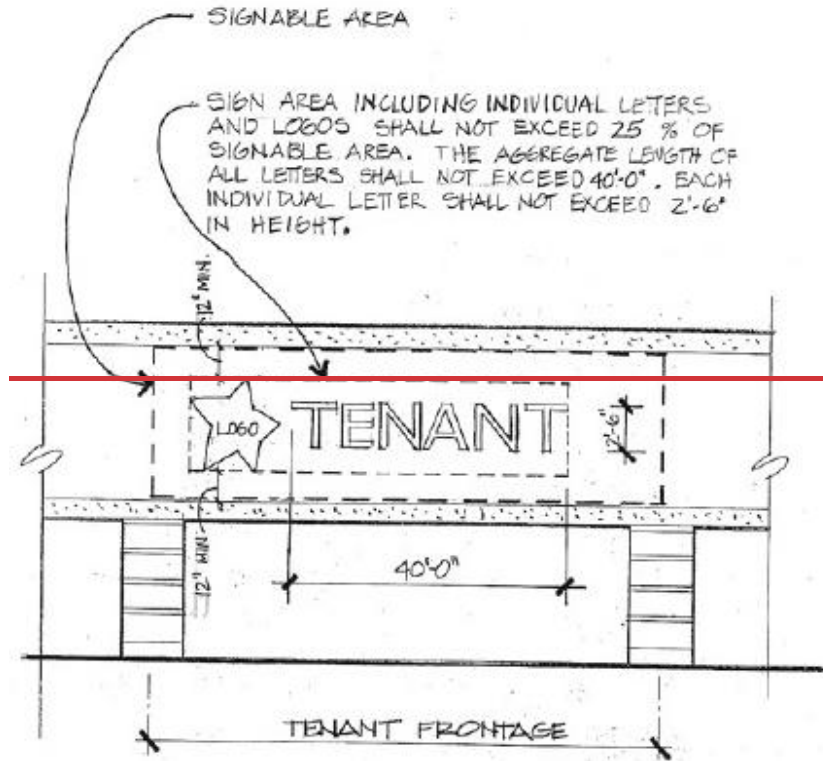 SIGNABLE AREA
SIGN AREA INCLUDING INDIVIDUAL LETTERS
AND LOGOS SHALL NOT EXCEED 25 % OF
SIGNABLE AREA. THE AGGREGATE LENGTH OF
ALL LETTERS SHALL NOT EXCEED 40'-0". EACH
INDIVIDUAL LETTER SHALL NOT EXCEED 2'-6"
IN HEIGHT.
12" MIN.
LOGO
TENANT
2'-6"
12" MIN
40'-0"
TENANT FRONTAGE